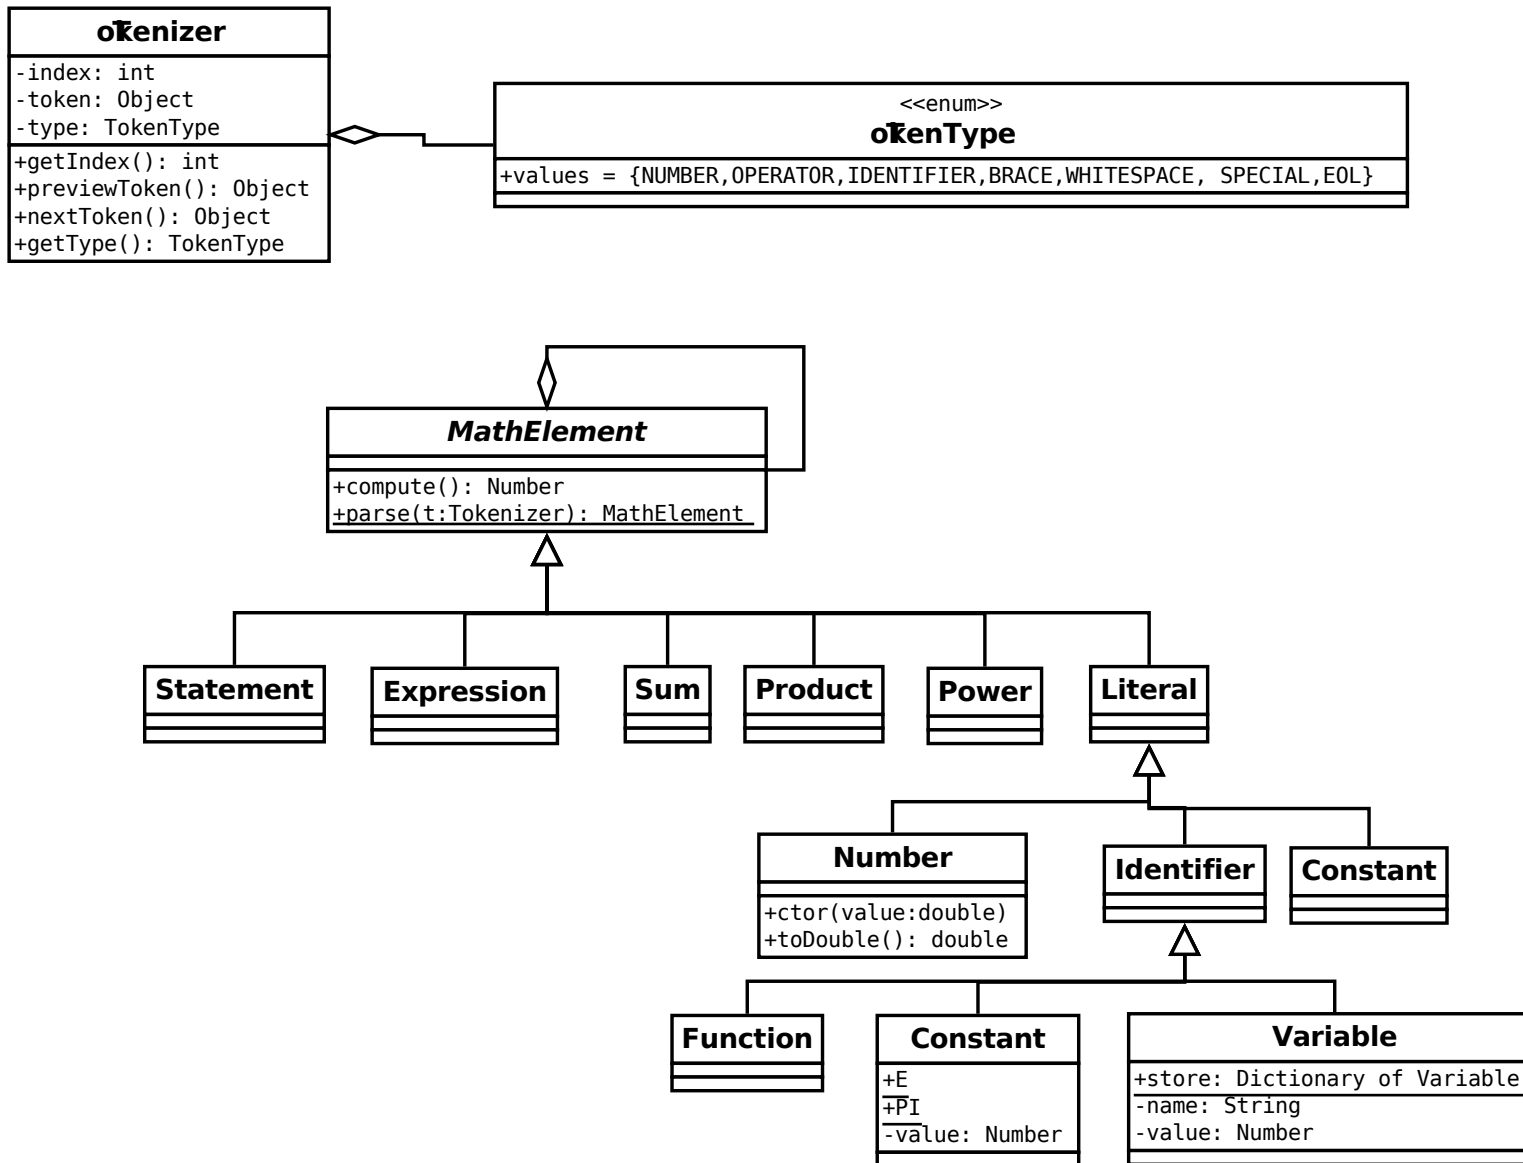 Tokenizer
-index: int
-token: Object
-type: TokenType
+getIndex(): int
+previewToken(): Object
+nextToken(): Object
+getType(): TokenType
<<enum>>
TokenType
+values = {NUMBER,OPERATOR,IDENTIFIER,BRACE,WHITESPACE, SPECIAL,EOL}
MathElement
+compute(): Number
+parse(t:Tokenizer): MathElement
Statement
Expression
Sum
Product
Power
Literal
Number
+ctor(value:double)
+toDouble(): double
Identifier
Constant
Function
Constant
+E
+PI
-value: Number
Variable
+store: Dictionary of Variable
-name: String
-value: Number